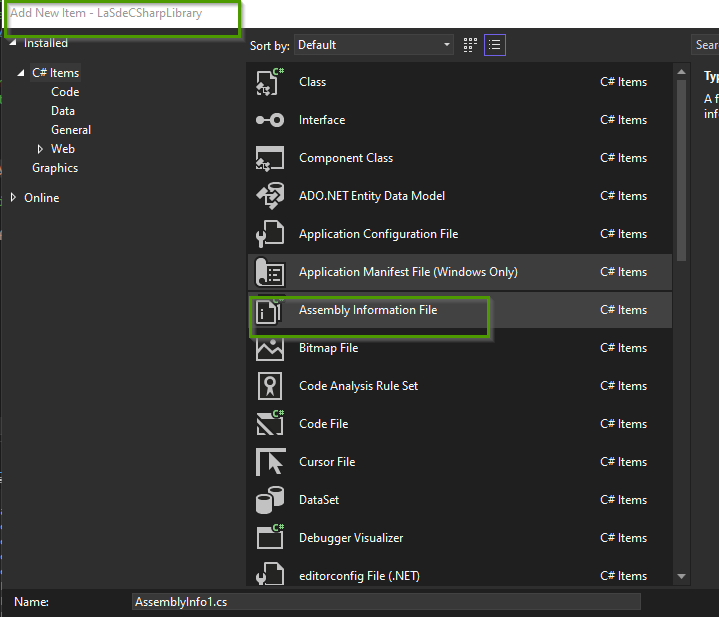 Add New Item - LaSdeCSharpLibrary
Installed
Sort by: Default
Sear
C# Items
Code
Data
General
Web
Graphics
Online
C# Class C# Items
Interface C# Items
Component Class C# Items
ADO.NET Entity Data Model C# Items
Application Configuration File C# Items
Application Manifest File (Windows Only) C# Items
Assembly Information File C# Items
Bitmap File C# Items
Code Analysis Rule Set C# Items
C# Code File C# Items
Cursor File C# Items
DataSet C# Items
C# Debugger Visualizer C# Items
editorconfig File (.NET) C# Items
Typ
A f
inf
Name: AssemblyInfo1.cs